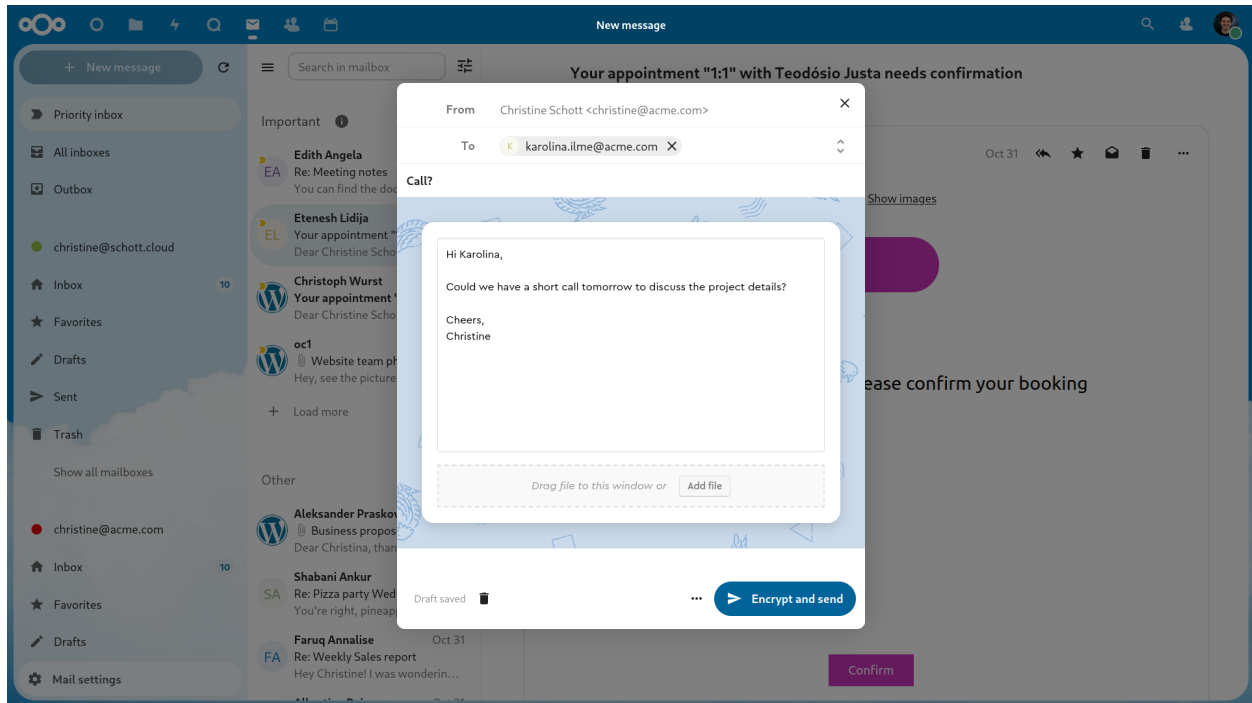 New message
+ New message
Search in mailbox
Your appointment "1:1" with Teodósio Justa needs confirmation
Priority inbox
All inboxes
Outbox
christine@schott.cloud
Inbox 10
Favorites
Drafts
Sent
Trash
Show all mailboxes
christine@acme.com
Inbox 10
Favorites
Drafts
Mail settings
Important
EA
Edith Angela
Re: Meeting notes
You can find the doc
EL
Etenesh Lidija
Your appointment "
Dear Christine Scho
Christoph Wurst
Your appointment "
Dear Christine Scho
oc1
Website team ph
Hey, see the picture
+ Load more
Other
Aleksander Praskov
Business propos
Dear Christina, than
SA
Shabani Ankur
Re: Pizza party Wed
You're right, pineap
FA
Faruq Annalise Oct 31
Re: Weekly Sales report
Hey Christine! I was wonderin...
From Christine Schott <christine@acme.com>
To K karolina.ilme@acme.com
Call?
Hi Karolina,
Could we have a short call tomorrow to discuss the project details?
Cheers,
Christine
Drag file to this window or Add file
Draft saved
Encrypt and send
Oct 31
Show images
ease confirm your booking
Confirm